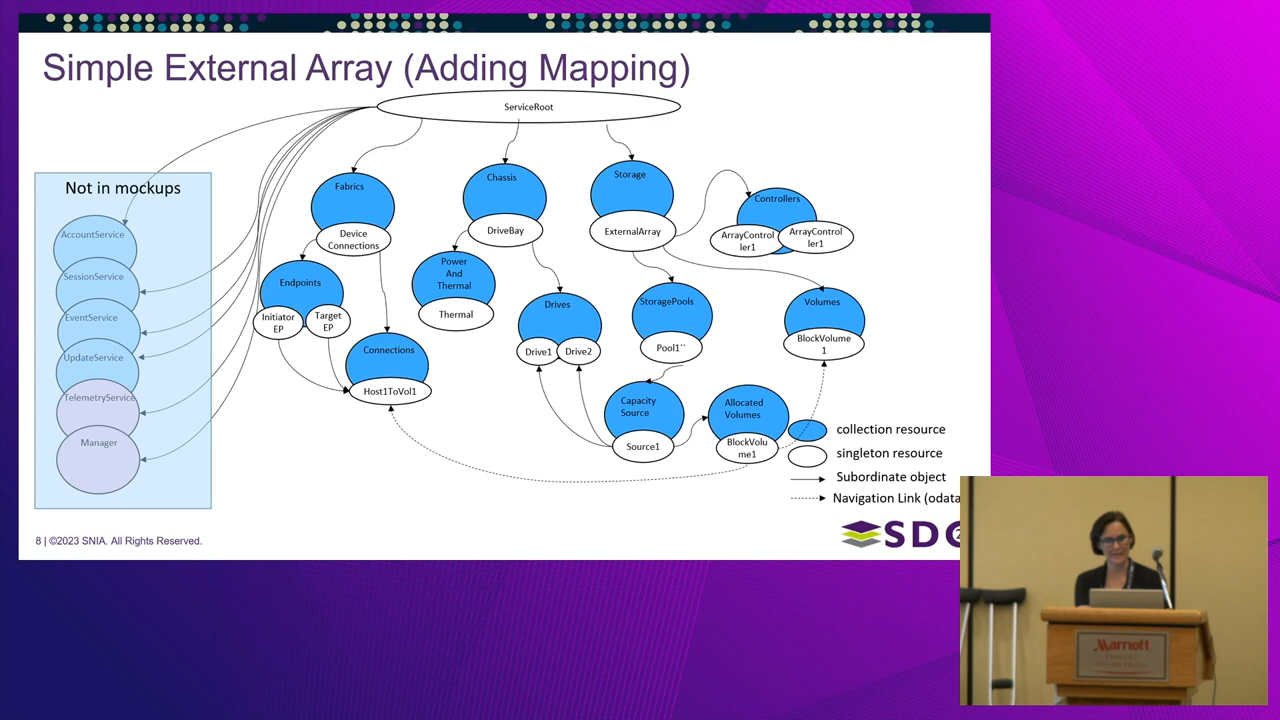 Simple External Array (Adding Mapping)
ServiceRoot
Not in mockups
AccountService
SessionService
EventService
UpdateService
TelemetryService
Manager
Fabrics
Device
Connections
Endpoints
Initiator
EP
Target
EP
Connections
Host1ToVol1
Chassis
DriveBay
Power
And
Thermal
Thermal
Drives
Drive1
Drive2
Storage
ExternalArray
Controllers
ArrayControl
ler1
ArrayControl
ler1
StoragePools
Pool1``
Volumes
BlockVolume
1
Capacity
Source
Source1
Allocated
Volumes
BlockVolu
me1
collection resource
singleton resource
Subordinate object
Navigation Link (odata
8 | ©2023 SNIA. All Rights Reserved.
SDC
Marriott